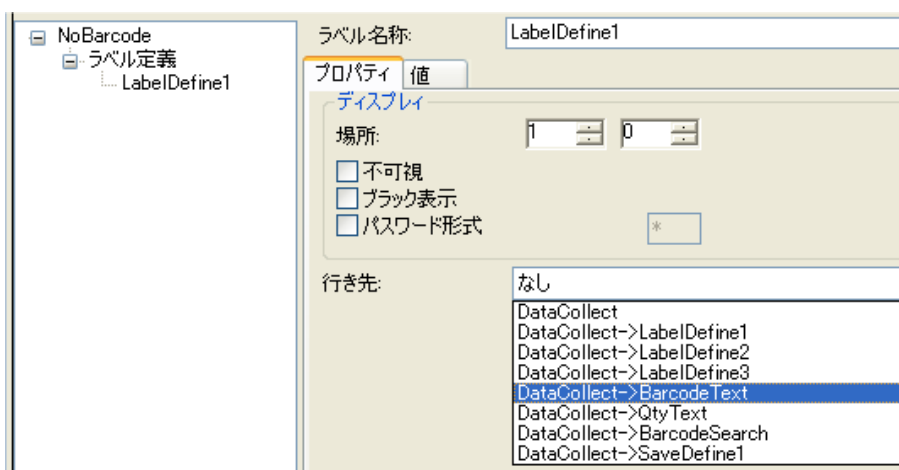 NoBarcode
ラベル定義
LabelDefine1
ラベル名称:
LabelDefine1
プロパティ 値
ディスプレイ
場所:
1 0
不可視
ブラック表示
パスワード形式
*
行き先:
なし
DataCollect
DataCollect->LabelDefine1
DataCollect->LabelDefine2
DataCollect->LabelDefine3
DataCollect->BarcodeText
DataCollect->QtyText
DataCollect->BarcodeSearch
DataCollect->SaveDefine1